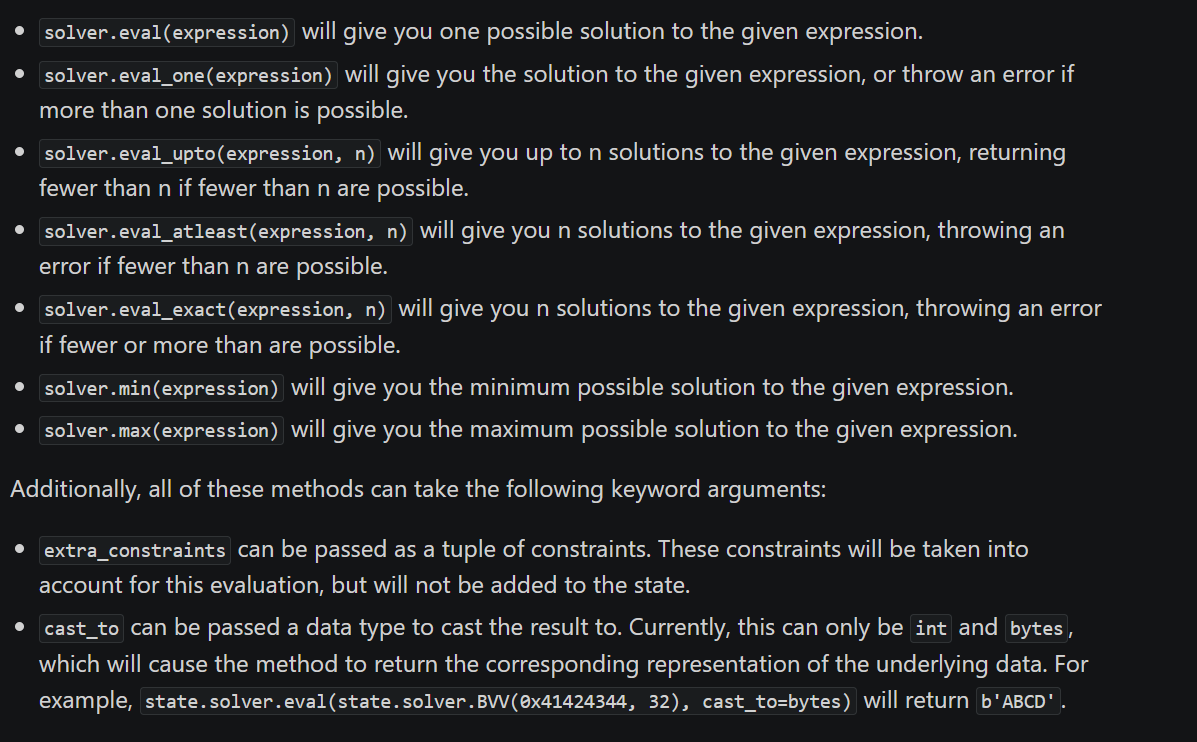 solver.eval(expression) will give you one possible solution to the given expression.
solver.eval_one(expression) will give you the solution to the given expression, or throw an error if
more than one solution is possible.
solver.eval_upto(expression, n) will give you up to n solutions to the given expression, returning
fewer than n if fewer than n are possible.
solver.eval_atleast(expression, n) will give you n solutions to the given expression, throwing an
error if fewer than n are possible.
solver.eval_exact(expression, n) will give you n solutions to the given expression, throwing an error
if fewer or more than are possible.
solver.min(expression) will give you the minimum possible solution to the given expression.
solver.max(expression) will give you the maximum possible solution to the given expression.
Additionally, all of these methods can take the following keyword arguments:
extra_constraints can be passed as a tuple of constraints. These constraints will be taken into
account for this evaluation, but will not be added to the state.
cast_to can be passed a data type to cast the result to. Currently, this can only be int and bytes,
which will cause the method to return the corresponding representation of the underlying data. For
example, state.solver.eval(state.solver.BVV(0x41424344, 32), cast_to=bytes) will return b'ABCD'.